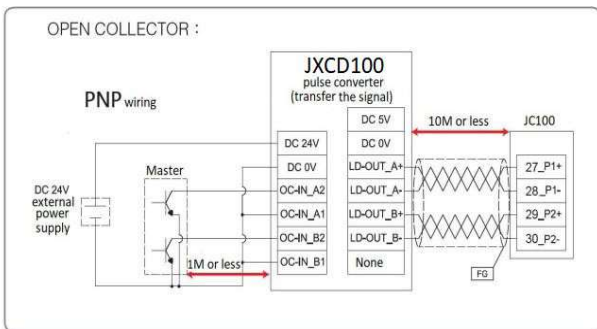 OPEN COLLECTOR :
JXCD100
pulse converter
(transfer the signal)
PNP wiring
DC 5V
10M or less
JC100
DC 24V
DC 0V
Master
DC 0V
LD-OUT_A+
27_P1+
DC 24V
external
power
supply
OC-IN_A2
LD-OUT_A-
28_P1-
OC-IN_A1
LD-OUT_B+
29_P2+
OC-IN_B2
LD-OUT_B-
30_P2-
1M or less
OC-IN_B1
None
FG